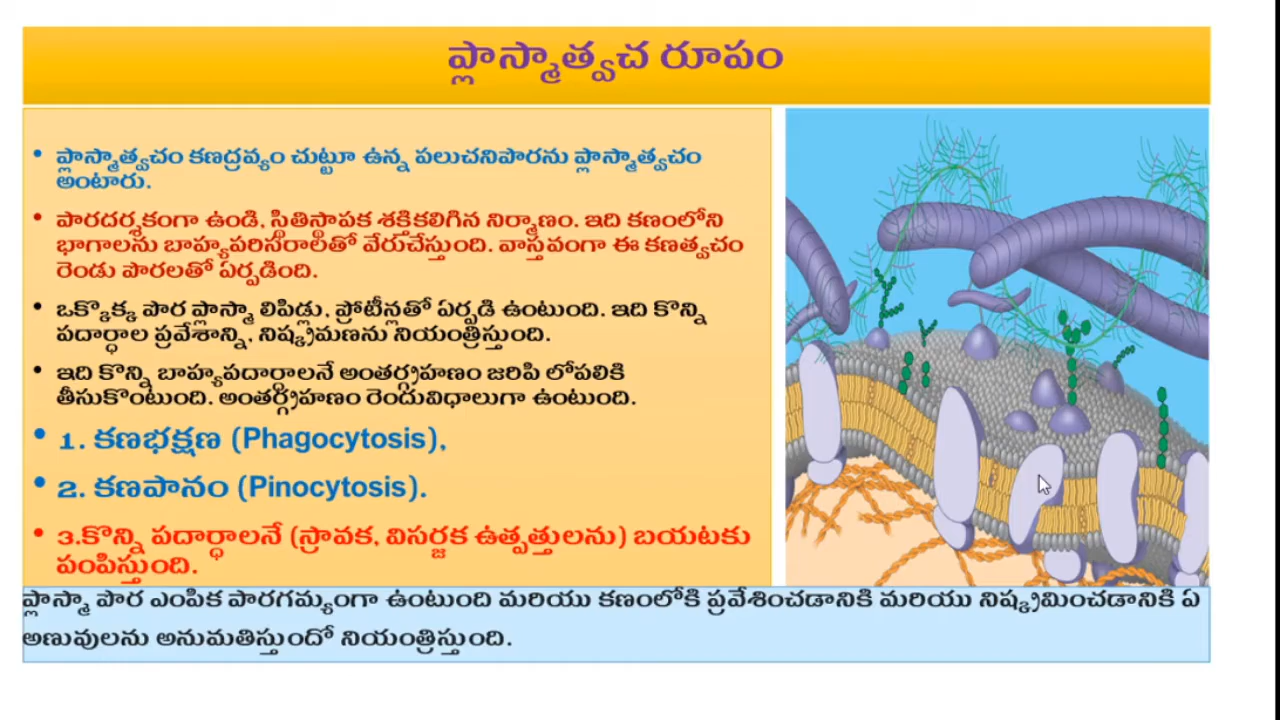 ప్లాస్మాత్వచ రూపం
• ప్లాస్మాత్వచం కణద్రవ్యం చుట్టూ ఉన్న పలుచనిపొరను ప్లాస్మాత్వచం
అంటారు.
• పారదర్శకంగా ఉండి, స్థితిస్థాపక శక్తికలిగిన నిర్మాణం. ఇది కణంలోని
భాగాలను బాహ్యపరిసరాలతో వేరుచేస్తుంది. వాస్తవంగా ఈ కణత్వచం
రెండు పొరలతో ఏర్పడింది.
• ఒక్కొక్క పొర ప్లాస్మా లిపిడ్లు, ప్రోటీన్లతో ఏర్పడి ఉంటుంది. ఇది కొన్ని
పదార్ధాల ప్రవేశాన్ని, నిష్క్రమణను నియంత్రిస్తుంది.
• ఇది కొన్ని బాహ్యపదార్ధాలనే అంతర్గ్రహణం జరిపి లోపలికి
తీసుకొంటుంది. అంతర్గ్రహణం రెండువిధాలుగా ఉంటుంది.
• 1. కణభక్షణ (Phagocytosis),
• 2. కణపానం (Pinocytosis).
• 3.కొన్ని పదార్ధాలనే (స్రావక, విసర్జక ఉత్పత్తులను) బయటకు
పంపిస్తుంది.
ప్లాస్మా పొర ఎంపిక పారగమ్యంగా ఉంటుంది మరియు కణంలోకి ప్రవేశించడానికి మరియు నిష్క్రమించడానికి ఏ
అణువులను అనుమతిస్తుందో నియంత్రిస్తుంది.